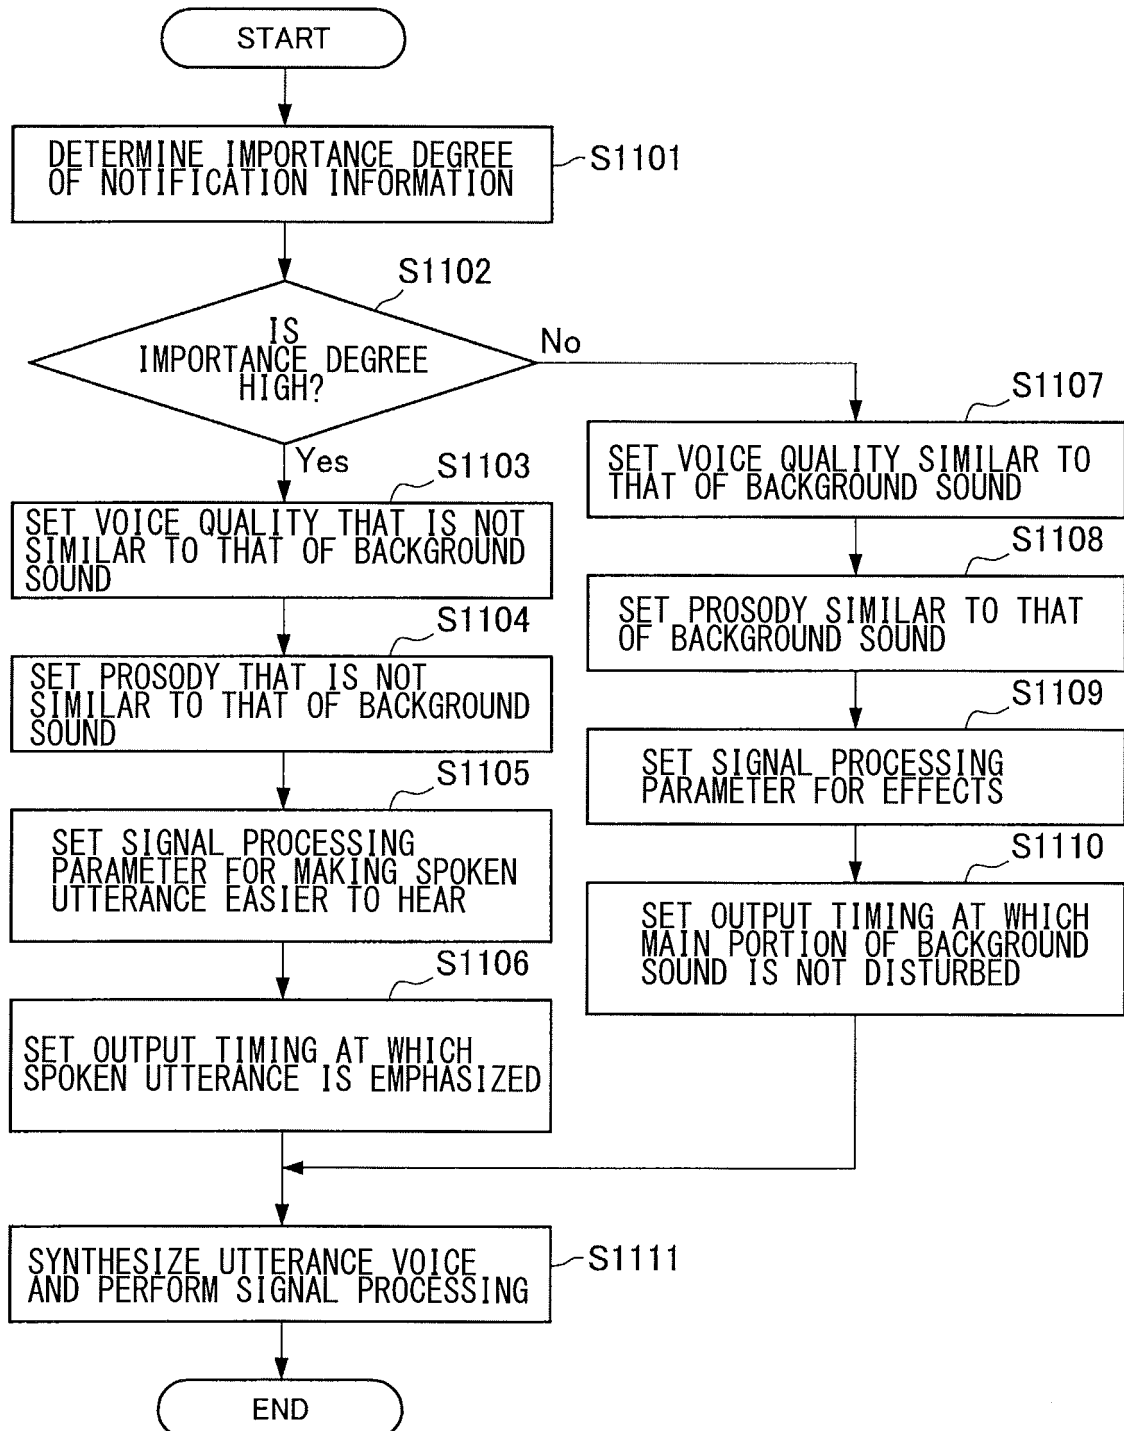 START
DETERMINE IMPORTANCE DEGREE
OF NOTIFICATION INFORMATION
S1101
S1102
IS
IMPORTANCE DEGREE
HIGH?
No
Yes
S1103
SET VOICE QUALITY THAT IS NOT
SIMILAR TO THAT OF BACKGROUND
SOUND
S1104
SET PROSODY THAT IS NOT
SIMILAR TO THAT OF BACKGROUND
SOUND
S1105
SET SIGNAL PROCESSING
PARAMETER FOR MAKING SPOKEN
UTTERANCE EASIER TO HEAR
S1106
SET OUTPUT TIMING AT WHICH
SPOKEN UTTERANCE IS EMPHASIZED
S1107
SET VOICE QUALITY SIMILAR TO
THAT OF BACKGROUND SOUND
S1108
SET PROSODY SIMILAR TO THAT
OF BACKGROUND SOUND
S1109
SET SIGNAL PROCESSING
PARAMETER FOR EFFECTS
S1110
SET OUTPUT TIMING AT WHICH
MAIN PORTION OF BACKGROUND
SOUND IS NOT DISTURBED
SYNTHESIZE UTTERANCE VOICE
AND PERFORM SIGNAL PROCESSING
S1111
END